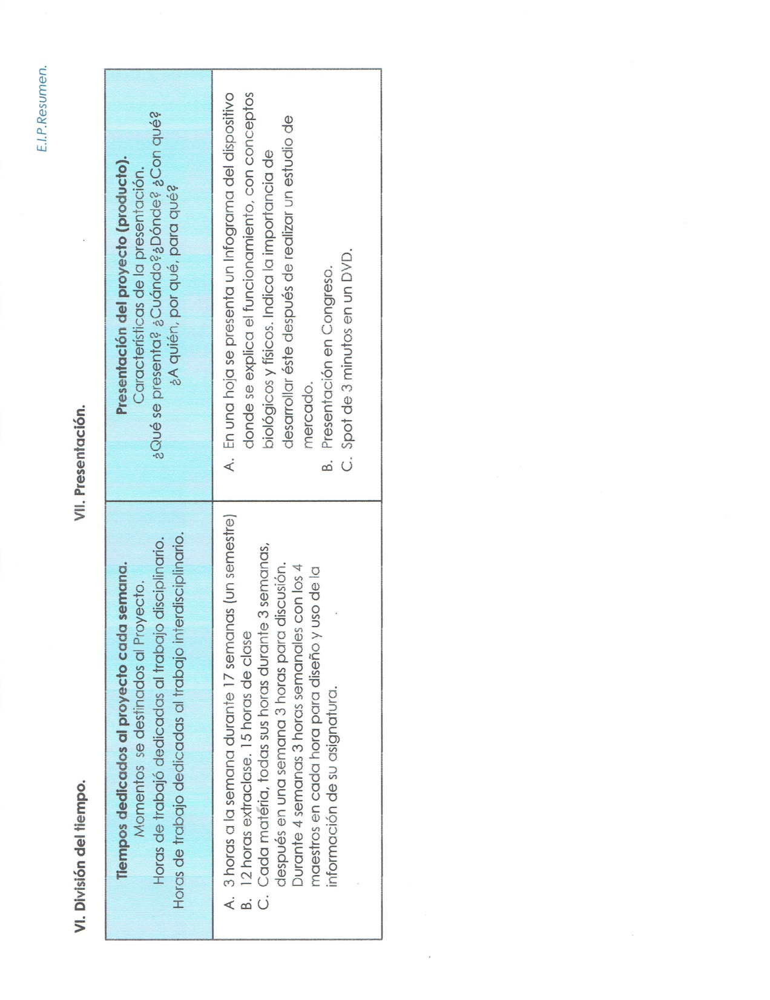 E.I.P.Resumen.
VI. División del tiempo.
VII. Presentación.
Tiempos dedicados al proyecto cada semana.
Momentos se destinados al Proyecto.
Horas de trabajó dedicadas al trabajo disciplinario.
Horas de trabajo dedicadas al trabajo interdisciplinario.
Presentación del proyecto (producto).
Características de la presentación.
¿Qué se presenta? ¿Cuándo?¿Dónde? ¿Con qué?
¿A quién, por qué, para qué?
A. 3 horas a la semana durante 17 semanas (un semestre)
B. 12 horas extraclase. 15 horas de clase
C. Cada matéria, todas sus horas durante 3 semanas,
después en una semana 3 horas para discusión.
Durante 4 semanas 3 horas semanales con los 4
maestros en cada hora para diseño y uso de la
información de su asignatura.
A. En una hoja se presenta un Infograma del dispositivo
donde se explica el funcionamiento, con conceptos
biológicos y físicos. Indica la importancia de
desarrollar éste después de realizar un estudio de
mercado.
B. Presentación en Congreso.
C. Spot de 3 minutos en un DVD.